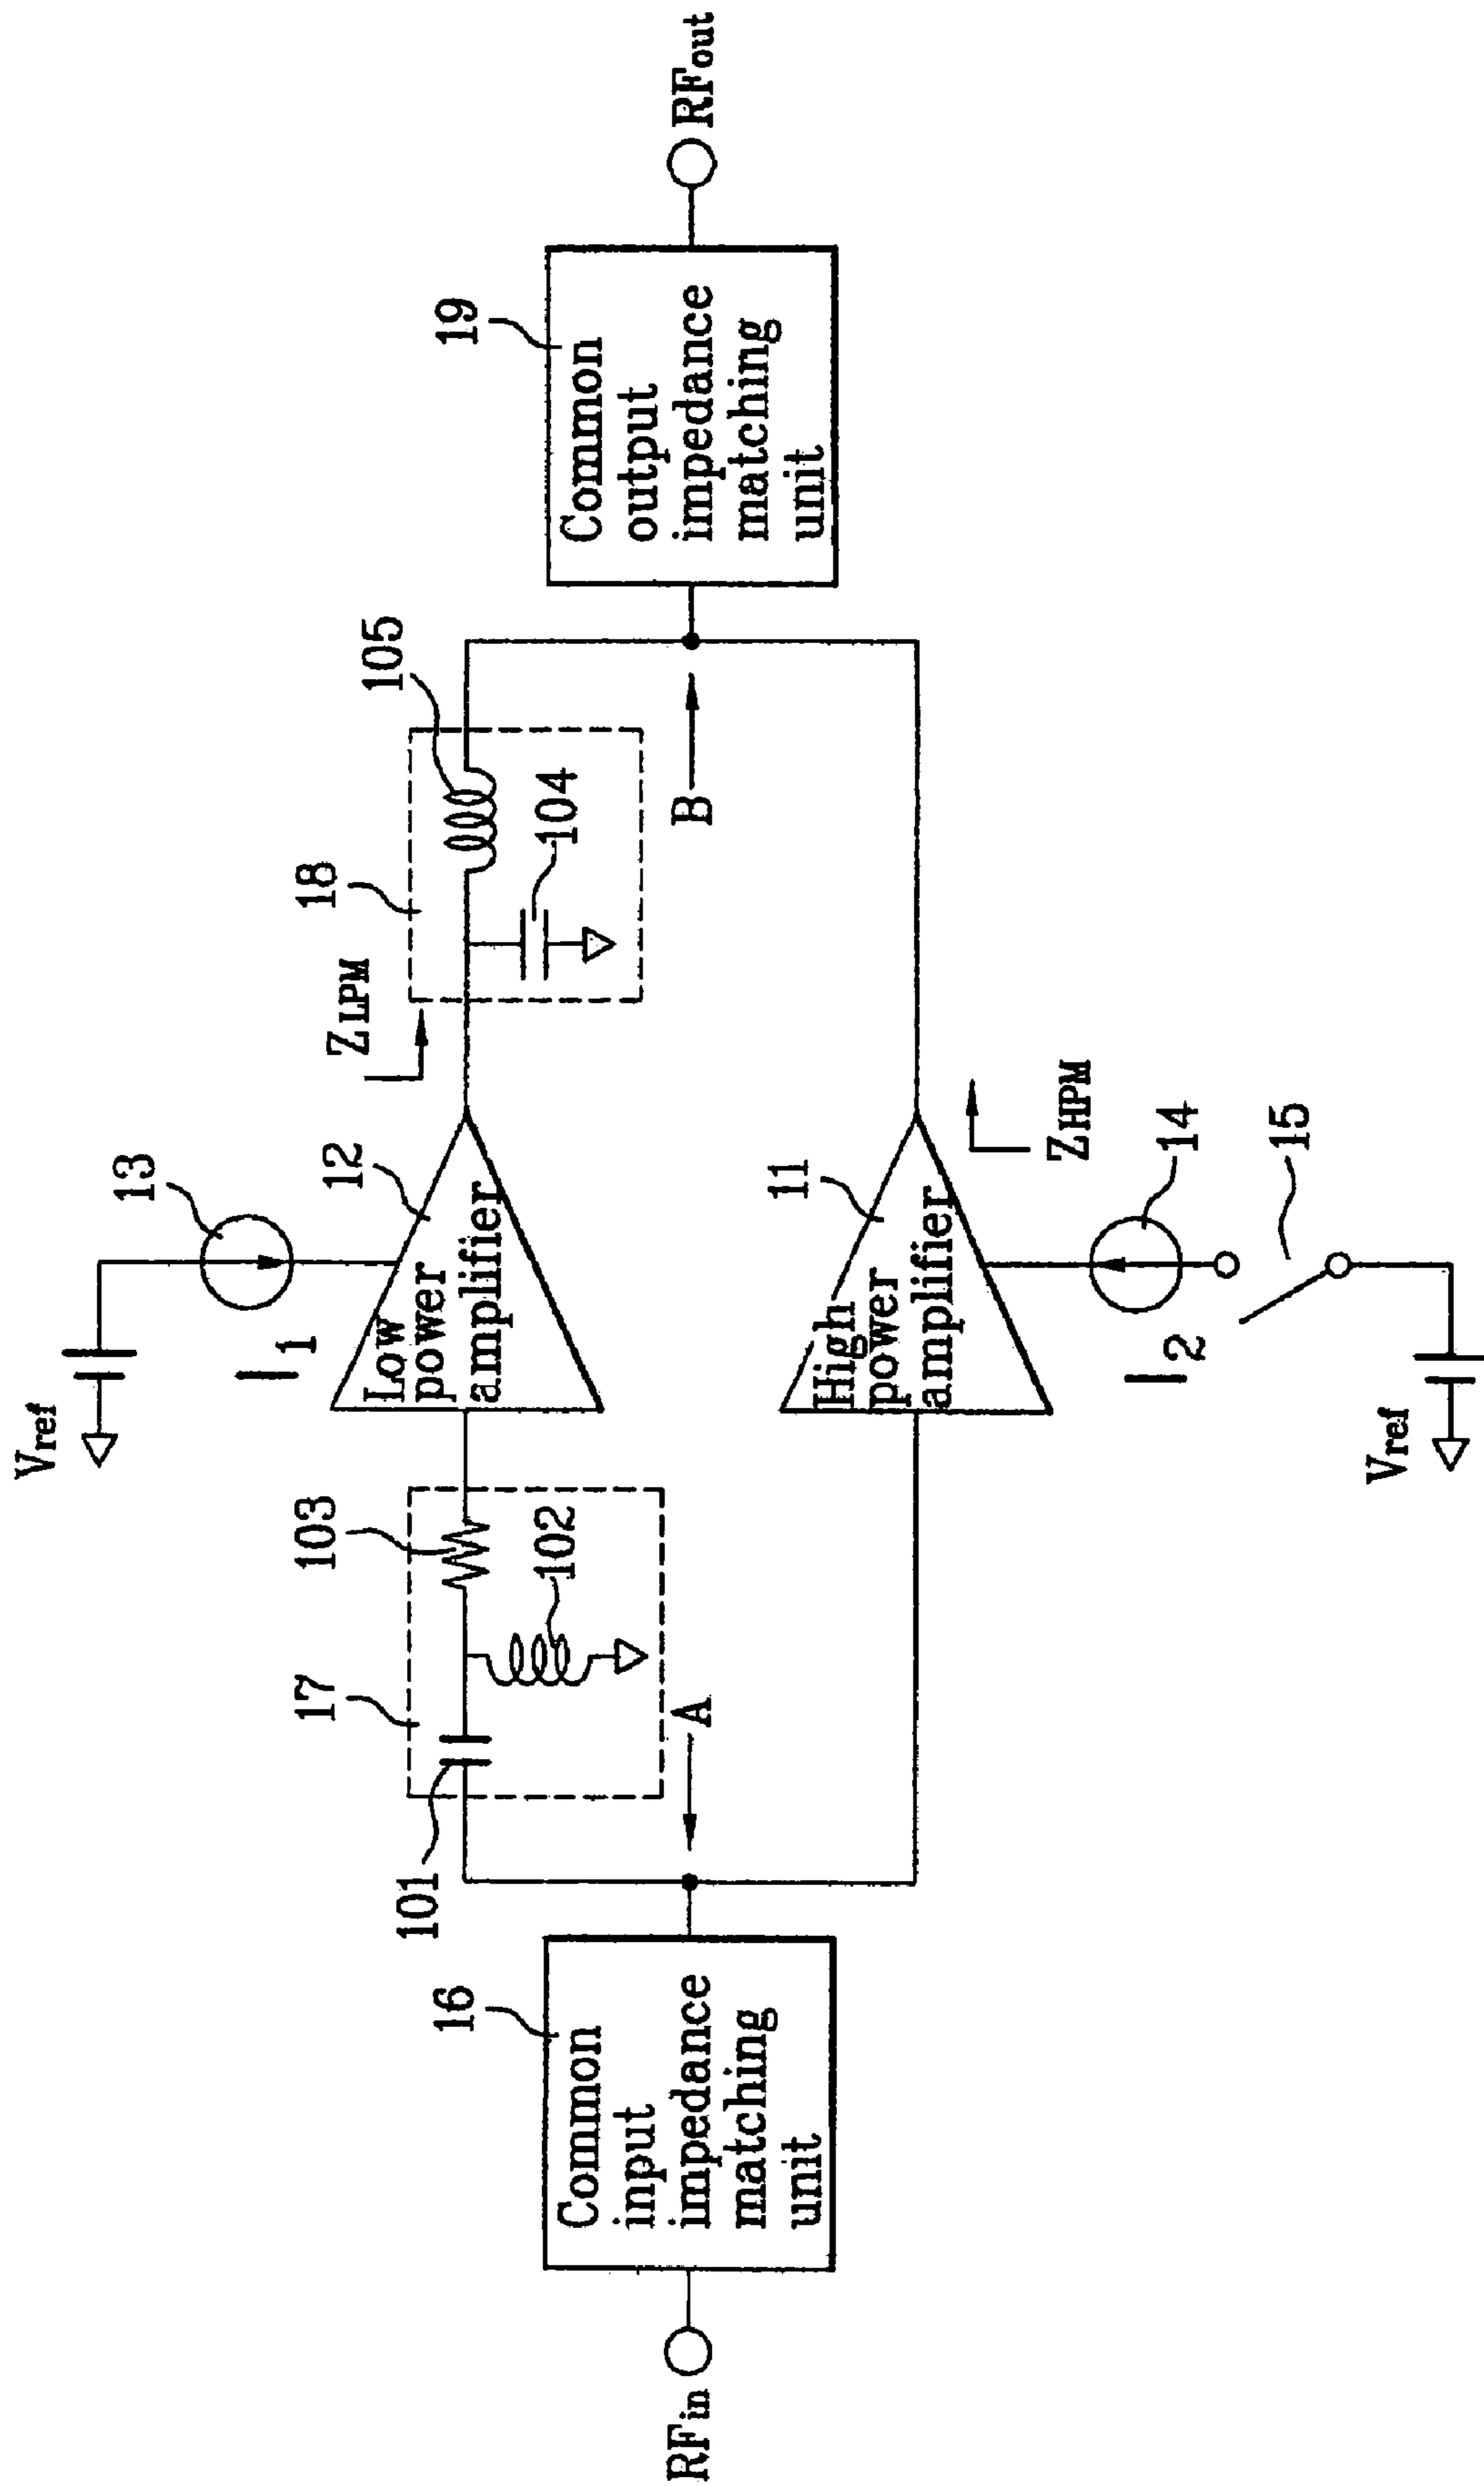 Vref
I1
13
12
Low
power
amplifier
17
101
103
102
ZLPM
18
105
104
RFin
16
Common
input
impedance
matching
unit
A
B
19
Common
output
impedance
matching
unit
RFout
11
High
power
amplifier
ZHPM
14
I2
15
Vref